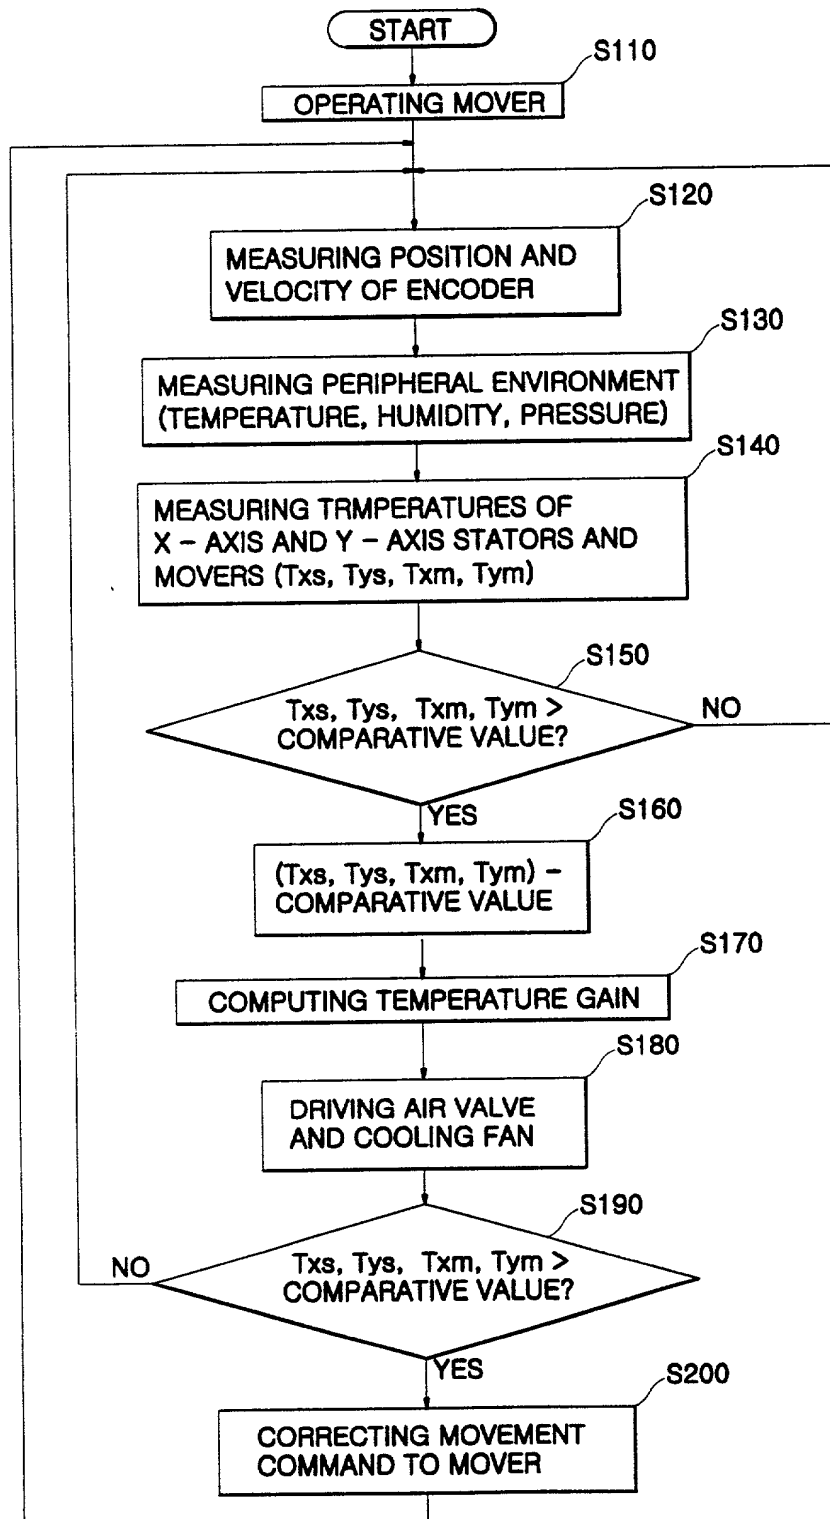 START
S110
OPERATING MOVER
S120
MEASURING POSITION AND
VELOCITY OF ENCODER
S130
MEASURING PERIPHERAL ENVIRONMENT
(TEMPERATURE, HUMIDITY, PRESSURE)
S140
MEASURING TRMPERATURES OF
X - AXIS AND Y - AXIS STATORS AND
MOVERS (Txs, Tys, Txm, Tym)
S150
Txs, Tys, Txm, Tym >
COMPARATIVE VALUE?
NO
YES
S160
(Txs, Tys, Txm, Tym) -
COMPARATIVE VALUE
S170
COMPUTING TEMPERATURE GAIN
S180
DRIVING AIR VALVE
AND COOLING FAN
S190
Txs, Tys, Txm, Tym >
COMPARATIVE VALUE?
NO
YES
S200
CORRECTING MOVEMENT
COMMAND TO MOVER